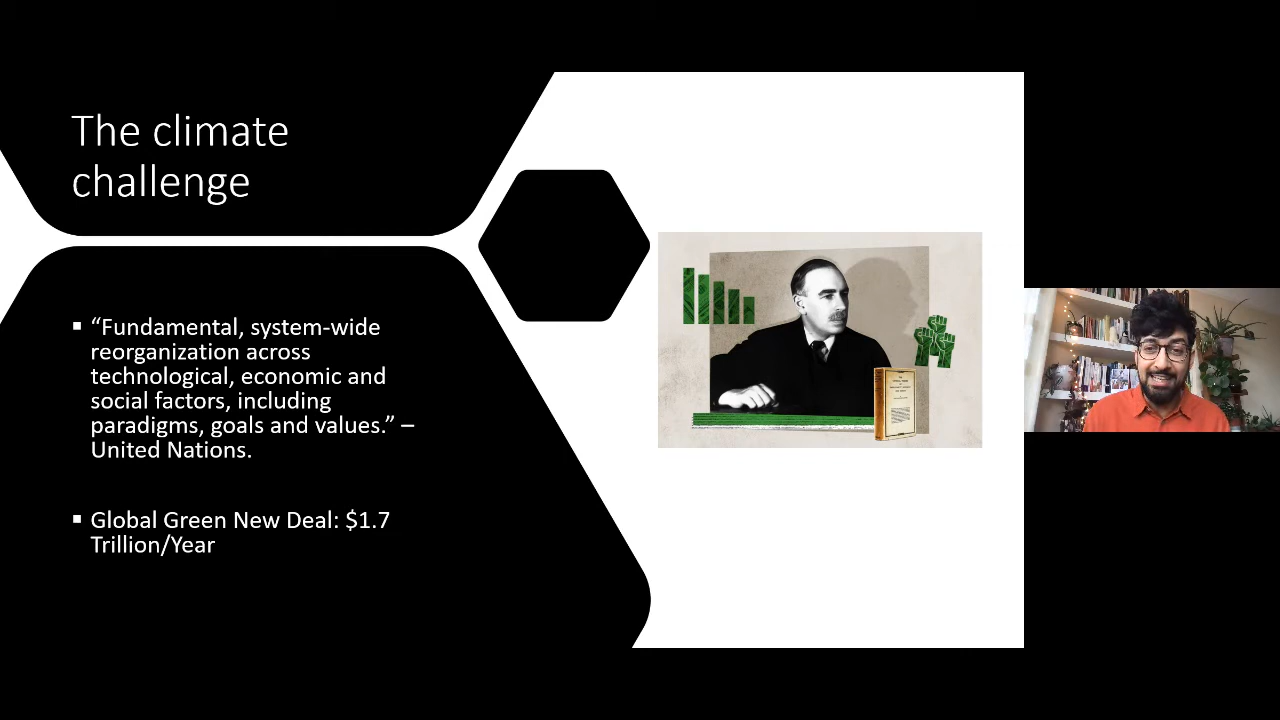 The climate
challenge
“Fundamental, system-wide
reorganization across
technological, economic and
social factors, including
paradigms, goals and values.” –
United Nations.
Global Green New Deal: $1.7
Trillion/Year